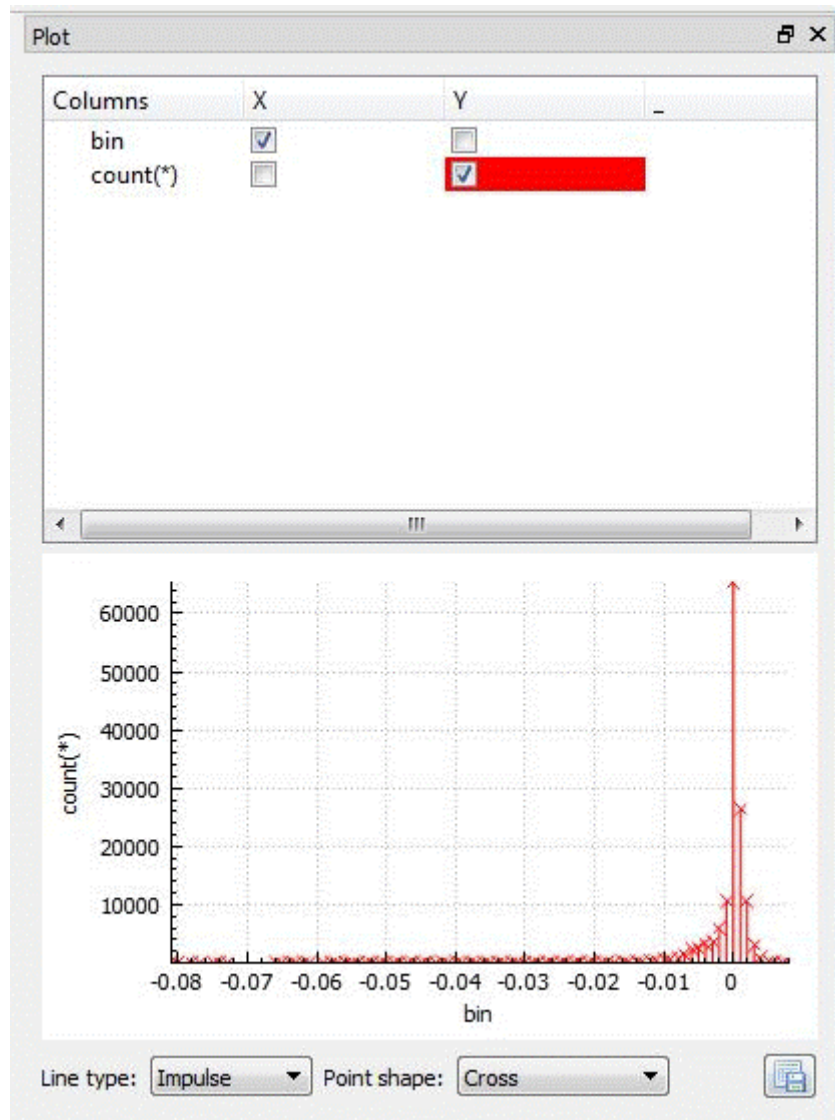 Plot
Columns X Y _
bin
count(*)
60000
50000
40000
30000
20000
10000
count(*)
-0.08 -0.07 -0.06 -0.05 -0.04 -0.03 -0.02 -0.01 0
bin
Line type: Impulse Point shape: Cross